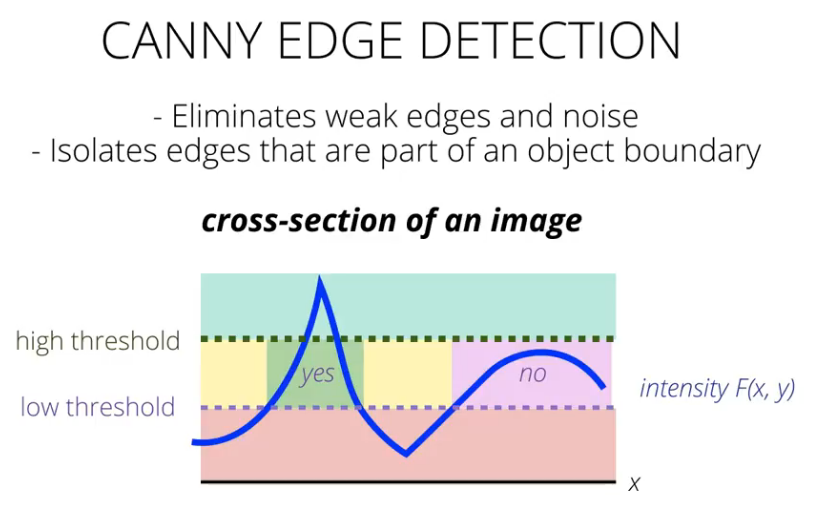 CANNY EDGE DETECTION
- Eliminates weak edges and noise
- Isolates edges that are part of an object boundary
cross-section of an image
high threshold
yes
no
intensity F(x, y)
low threshold
x